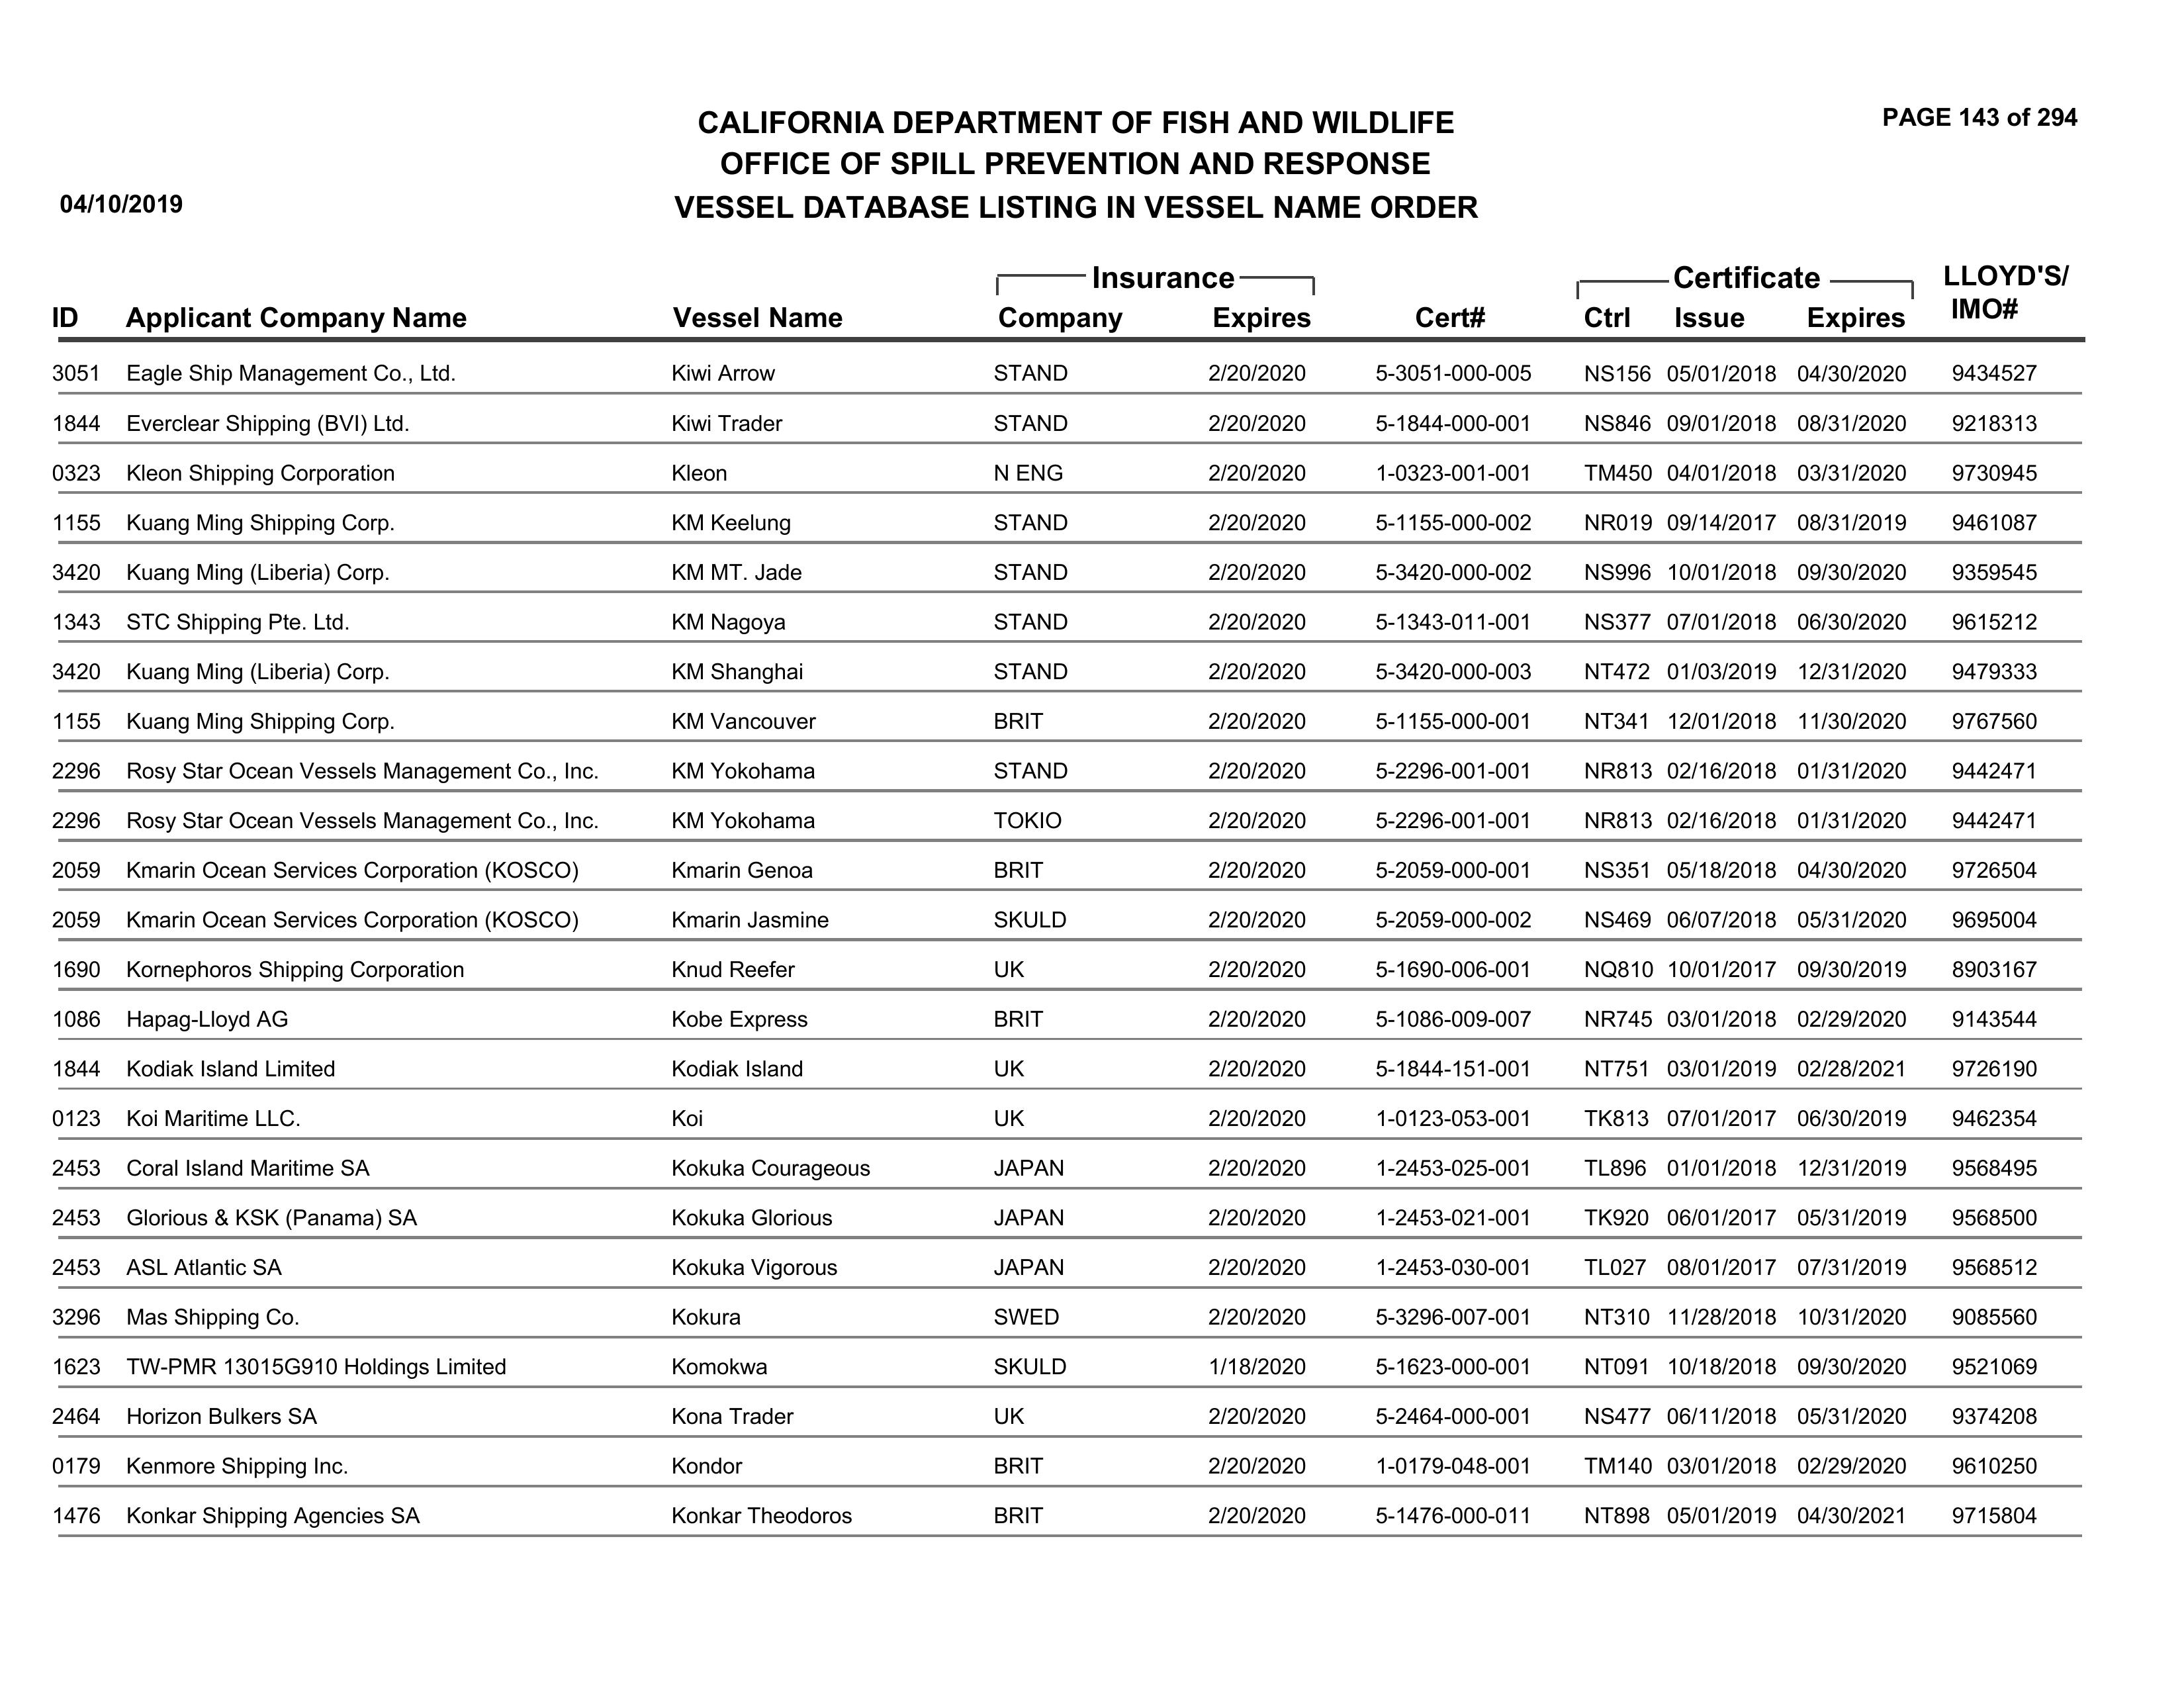 PAGE 143 of 294
CALIFORNIA DEPARTMENT OF FISH AND WILDLIFE
OFFICE OF SPILL PREVENTION AND RESPONSE
04/10/2019 VESSEL DATABASE LISTING IN VESSEL NAME ORDER
Insurance Certificate LLOYD'S/
ID Applicant Company Name Vessel Name Company Expires Cert# Ctrl Issue Expires IMO#
3051 Eagle Ship Management Co., Ltd. Kiwi Arrow STAND 2/20/2020 5-3051-000-005 NS156 05/01/2018 04/30/2020 9434527
1844 Everclear Shipping (BVI) Ltd. Kiwi Trader STAND 2/20/2020 5-1844-000-001 NS846 09/01/2018 08/31/2020 9218313
0323 Kleon Shipping Corporation Kleon N ENG 2/20/2020 1-0323-001-001 TM450 04/01/2018 03/31/2020 9730945
1155 Kuang Ming Shipping Corp. KM Keelung STAND 2/20/2020 5-1155-000-002 NR019 09/14/2017 08/31/2019 9461087
3420 Kuang Ming (Liberia) Corp. KM MT. Jade STAND 2/20/2020 5-3420-000-002 NS996 10/01/2018 09/30/2020 9359545
1343 STC Shipping Pte. Ltd. KM Nagoya STAND 2/20/2020 5-1343-011-001 NS377 07/01/2018 06/30/2020 9615212
3420 Kuang Ming (Liberia) Corp. KM Shanghai STAND 2/20/2020 5-3420-000-003 NT472 01/03/2019 12/31/2020 9479333
1155 Kuang Ming Shipping Corp. KM Vancouver BRIT 2/20/2020 5-1155-000-001 NT341 12/01/2018 11/30/2020 9767560
2296 Rosy Star Ocean Vessels Management Co., Inc. KM Yokohama STAND 2/20/2020 5-2296-001-001 NR813 02/16/2018 01/31/2020 9442471
2296 Rosy Star Ocean Vessels Management Co., Inc. KM Yokohama TOKIO 2/20/2020 5-2296-001-001 NR813 02/16/2018 01/31/2020 9442471
2059 Kmarin Ocean Services Corporation (KOSCO) Kmarin Genoa BRIT 2/20/2020 5-2059-000-001 NS351 05/18/2018 04/30/2020 9726504
2059 Kmarin Ocean Services Corporation (KOSCO) Kmarin Jasmine SKULD 2/20/2020 5-2059-000-002 NS469 06/07/2018 05/31/2020 9695004
1690 Kornephoros Shipping Corporation Knud Reefer UK 2/20/2020 5-1690-006-001 NQ810 10/01/2017 09/30/2019 8903167
1086 Hapag-Lloyd AG Kobe Express BRIT 2/20/2020 5-1086-009-007 NR745 03/01/2018 02/29/2020 9143544
1844 Kodiak Island Limited Kodiak Island UK 2/20/2020 5-1844-151-001 NT751 03/01/2019 02/28/2021 9726190
0123 Koi Maritime LLC. Koi UK 2/20/2020 1-0123-053-001 TK813 07/01/2017 06/30/2019 9462354
2453 Coral Island Maritime SA Kokuka Courageous JAPAN 2/20/2020 1-2453-025-001 TL896 01/01/2018 12/31/2019 9568495
2453 Glorious & KSK (Panama) SA Kokuka Glorious JAPAN 2/20/2020 1-2453-021-001 TK920 06/01/2017 05/31/2019 9568500
2453 ASL Atlantic SA Kokuka Vigorous JAPAN 2/20/2020 1-2453-030-001 TL027 08/01/2017 07/31/2019 9568512
3296 Mas Shipping Co. Kokura SWED 2/20/2020 5-3296-007-001 NT310 11/28/2018 10/31/2020 9085560
1623 TW-PMR 13015G910 Holdings Limited Komokwa SKULD 1/18/2020 5-1623-000-001 NT091 10/18/2018 09/30/2020 9521069
2464 Horizon Bulkers SA Kona Trader UK 2/20/2020 5-2464-000-001 NS477 06/11/2018 05/31/2020 9374208
0179 Kenmore Shipping Inc. Kondor BRIT 2/20/2020 1-0179-048-001 TM140 03/01/2018 02/29/2020 9610250
1476 Konkar Shipping Agencies SA Konkar Theodoros BRIT 2/20/2020 5-1476-000-011 NT898 05/01/2019 04/30/2021 9715804